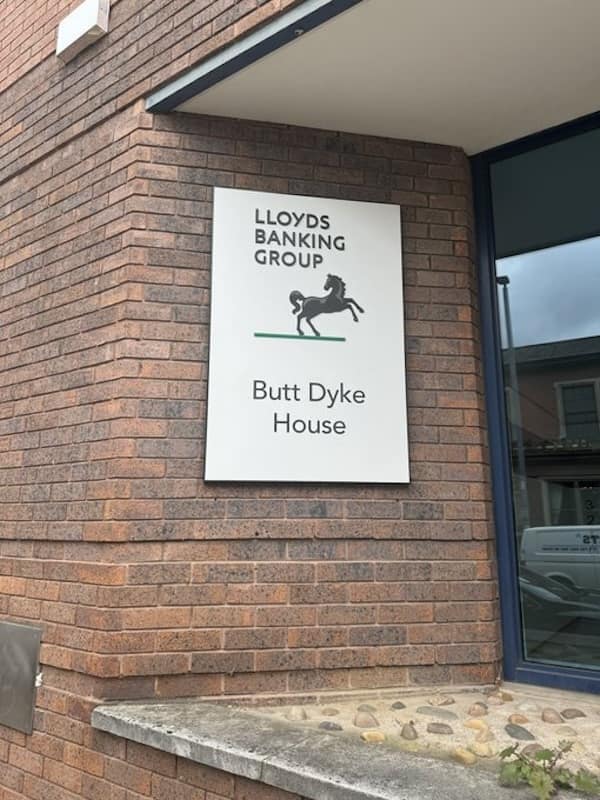 LLOYDS
BANKING
GROUP
Butt Dyke
House